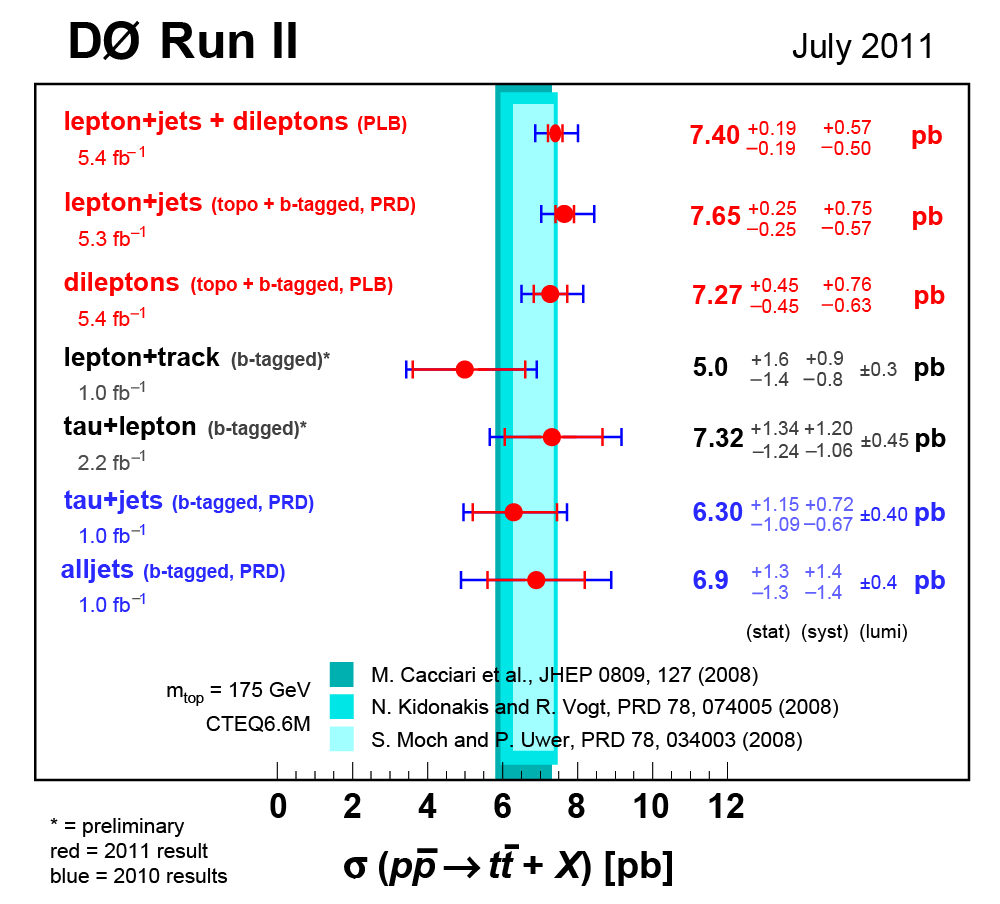 DØ Run II
July 2011
lepton+jets + dileptons (PLB)
5.4 fb⁻¹
7.40 +0.19 −0.19 +0.57 −0.50 pb
lepton+jets (topo + b-tagged, PRD)
5.3 fb⁻¹
7.65 +0.25 −0.25 +0.75 −0.57 pb
dileptons (topo + b-tagged, PLB)
5.4 fb⁻¹
7.27 +0.45 −0.45 +0.76 −0.63 pb
lepton+track (b-tagged)*
1.0 fb⁻¹
5.0 +1.6 −1.4 +0.9 −0.8 ±0.3 pb
tau+lepton (b-tagged)*
2.2 fb⁻¹
7.32 +1.34 −1.24 +1.20 −1.06 ±0.45 pb
tau+jets (b-tagged, PRD)
1.0 fb⁻¹
6.30 +1.15 −1.09 +0.72 −0.67 ±0.40 pb
alljets (b-tagged, PRD)
1.0 fb⁻¹
6.9 +1.3 −1.3 +1.4 −1.4 ±0.4 pb
(stat) (syst) (lumi)
m_top = 175 GeV
CTEQ6.6M
M. Cacciari et al., JHEP 0809, 127 (2008)
N. Kidonakis and R. Vogt, PRD 78, 074005 (2008)
S. Moch and P. Uwer, PRD 78, 034003 (2008)
0 2 4 6 8 10 12
* = preliminary
red = 2011 result
blue = 2010 results
σ (pp̅ → tt̅ + X) [pb]